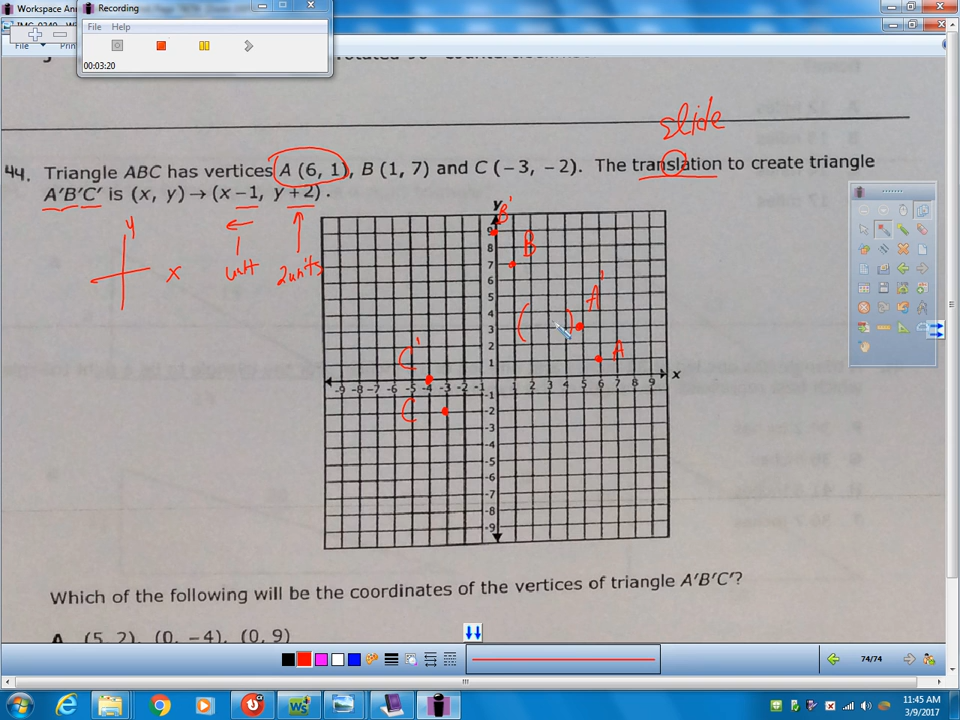 Workspace Ann
Recording
File Help
00:03:20
File Prin
44. Triangle ABC has vertices A (6, 1), B (1, 7) and C (−3, −2). The translation to create triangle
A'B'C' is (x, y) → (x−1, y+2).
slide
y
x
unit
2units
y
B'
9
8
B
7
6
5
A'
4
3
( )
2
A
C'
1
x
-9 -8 -7 -6 -5 -4 -3 -2 -1 1 2 3 4 5 6 7 8 9
-1
C
-2
-3
-4
-5
-6
-7
-8
-9
Which of the following will be the coordinates of the vertices of triangle A'B'C'?
A (5, 2), (0, −4), (0, 9)
74/74
11:45 AM
3/9/2017